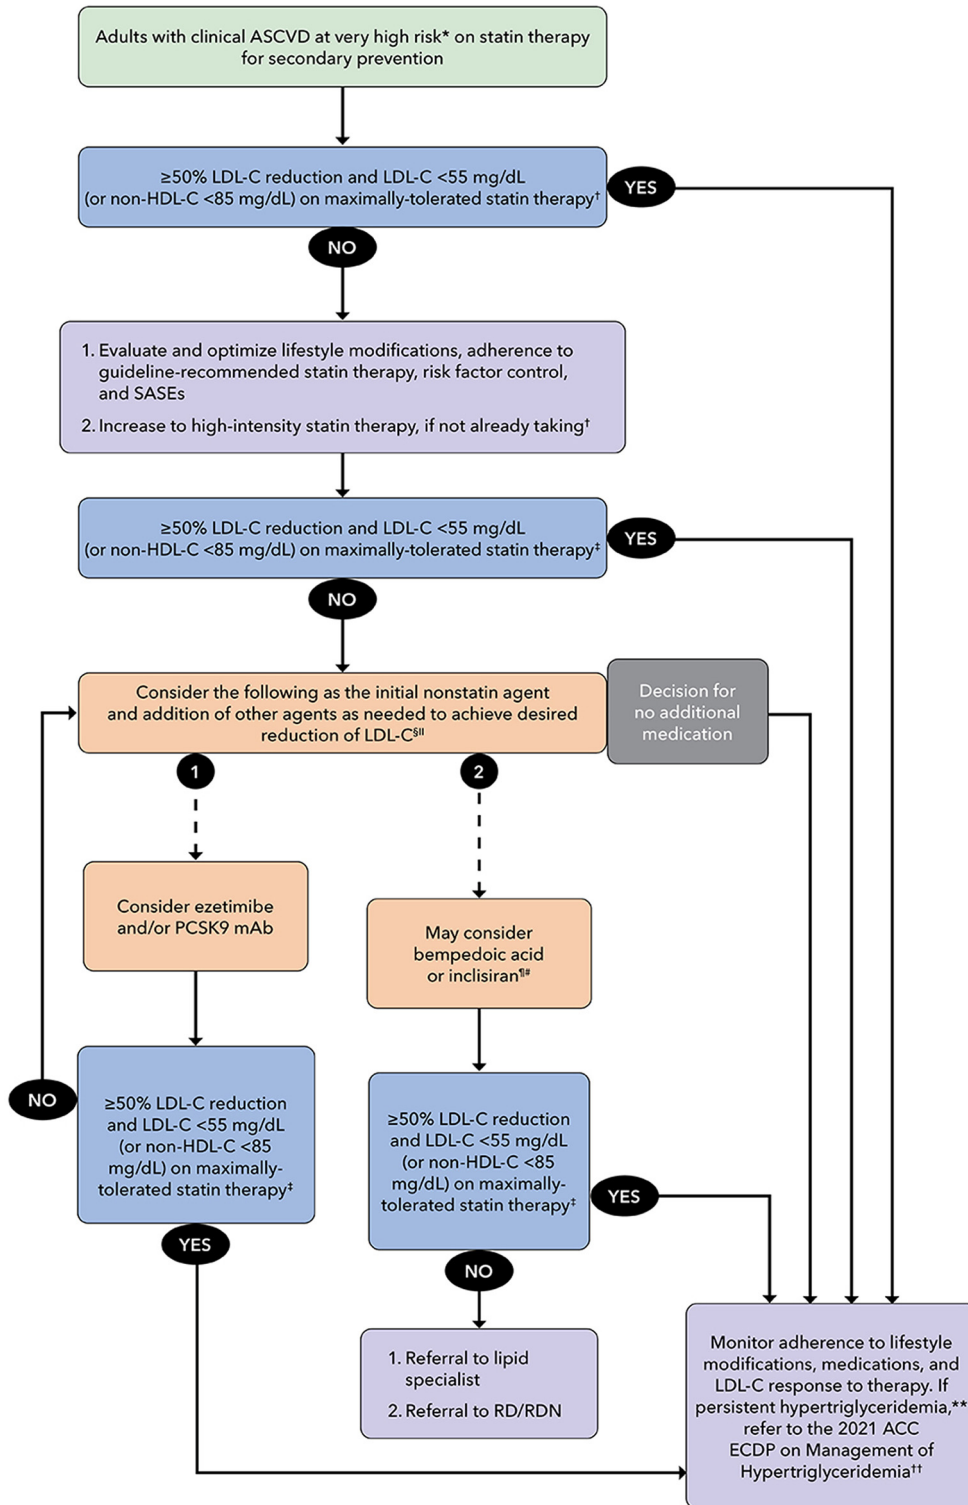 Adults with clinical ASCVD at very high risk* on statin therapy
for secondary prevention
≥50% LDL-C reduction and LDL-C <55 mg/dL
(or non-HDL-C <85 mg/dL) on maximally-tolerated statin therapy†
YES
NO
1. Evaluate and optimize lifestyle modifications, adherence to
guideline-recommended statin therapy, risk factor control,
and SASEs
2. Increase to high-intensity statin therapy, if not already taking†
≥50% LDL-C reduction and LDL-C <55 mg/dL
(or non-HDL-C <85 mg/dL) on maximally-tolerated statin therapy‡
YES
NO
Consider the following as the initial nonstatin agent
and addition of other agents as needed to achieve desired
reduction of LDL-C§||
Decision for
no additional
medication
1
2
Consider ezetimibe
and/or PCSK9 mAb
May consider
bempedoic acid
or inclisiran¶#
NO
≥50% LDL-C reduction
and LDL-C <55 mg/dL
(or non-HDL-C <85
mg/dL) on maximally-
tolerated statin therapy‡
YES
≥50% LDL-C reduction
and LDL-C <55 mg/dL
(or non-HDL-C <85
mg/dL) on maximally-
tolerated statin therapy‡
YES
NO
1. Referral to lipid
specialist
2. Referral to RD/RDN
Monitor adherence to lifestyle
modifications, medications, and
LDL-C response to therapy. If
persistent hypertriglyceridemia,**
refer to the 2021 ACC
ECDP on Management of
Hypertriglyceridemia††